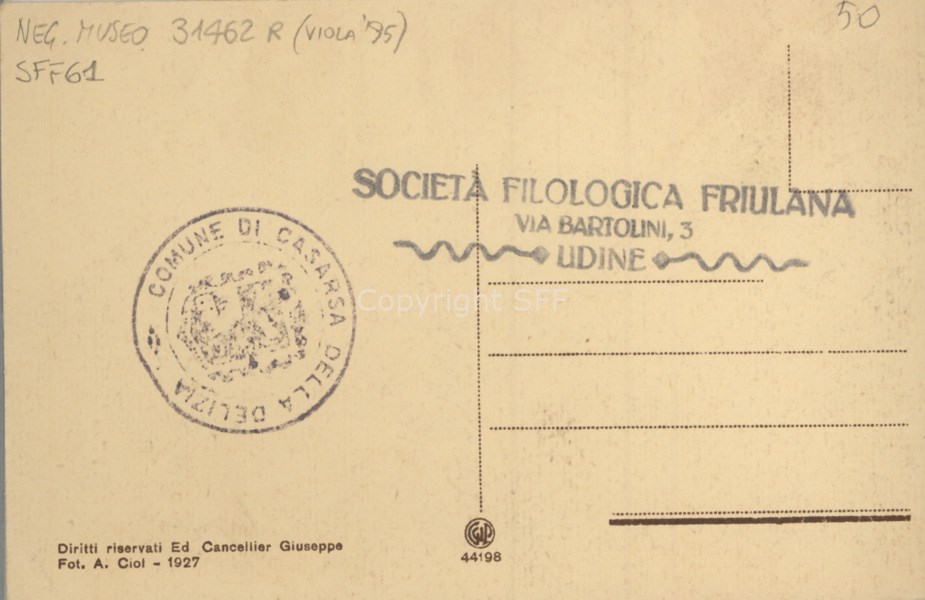 NEG. MUSEO 31462 R (VIOLA '95)
SFF61
50
SOCIETÀ FILOLOGICA FRIULANA
VIA BARTOLINI, 3
UDINE
COMUNE DI CASARSA DELLA DELIZIA
Copyright SFF
Diritti riservati Ed Cancellier Giuseppe
Fot. A. Ciol - 1927
44198